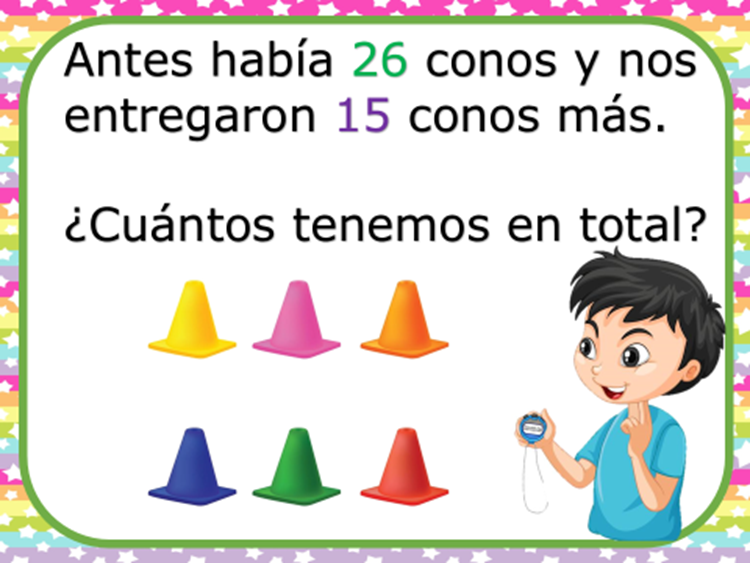 Antes había 26 conos y nos
entregaron 15 conos más.
¿Cuántos tenemos en total?